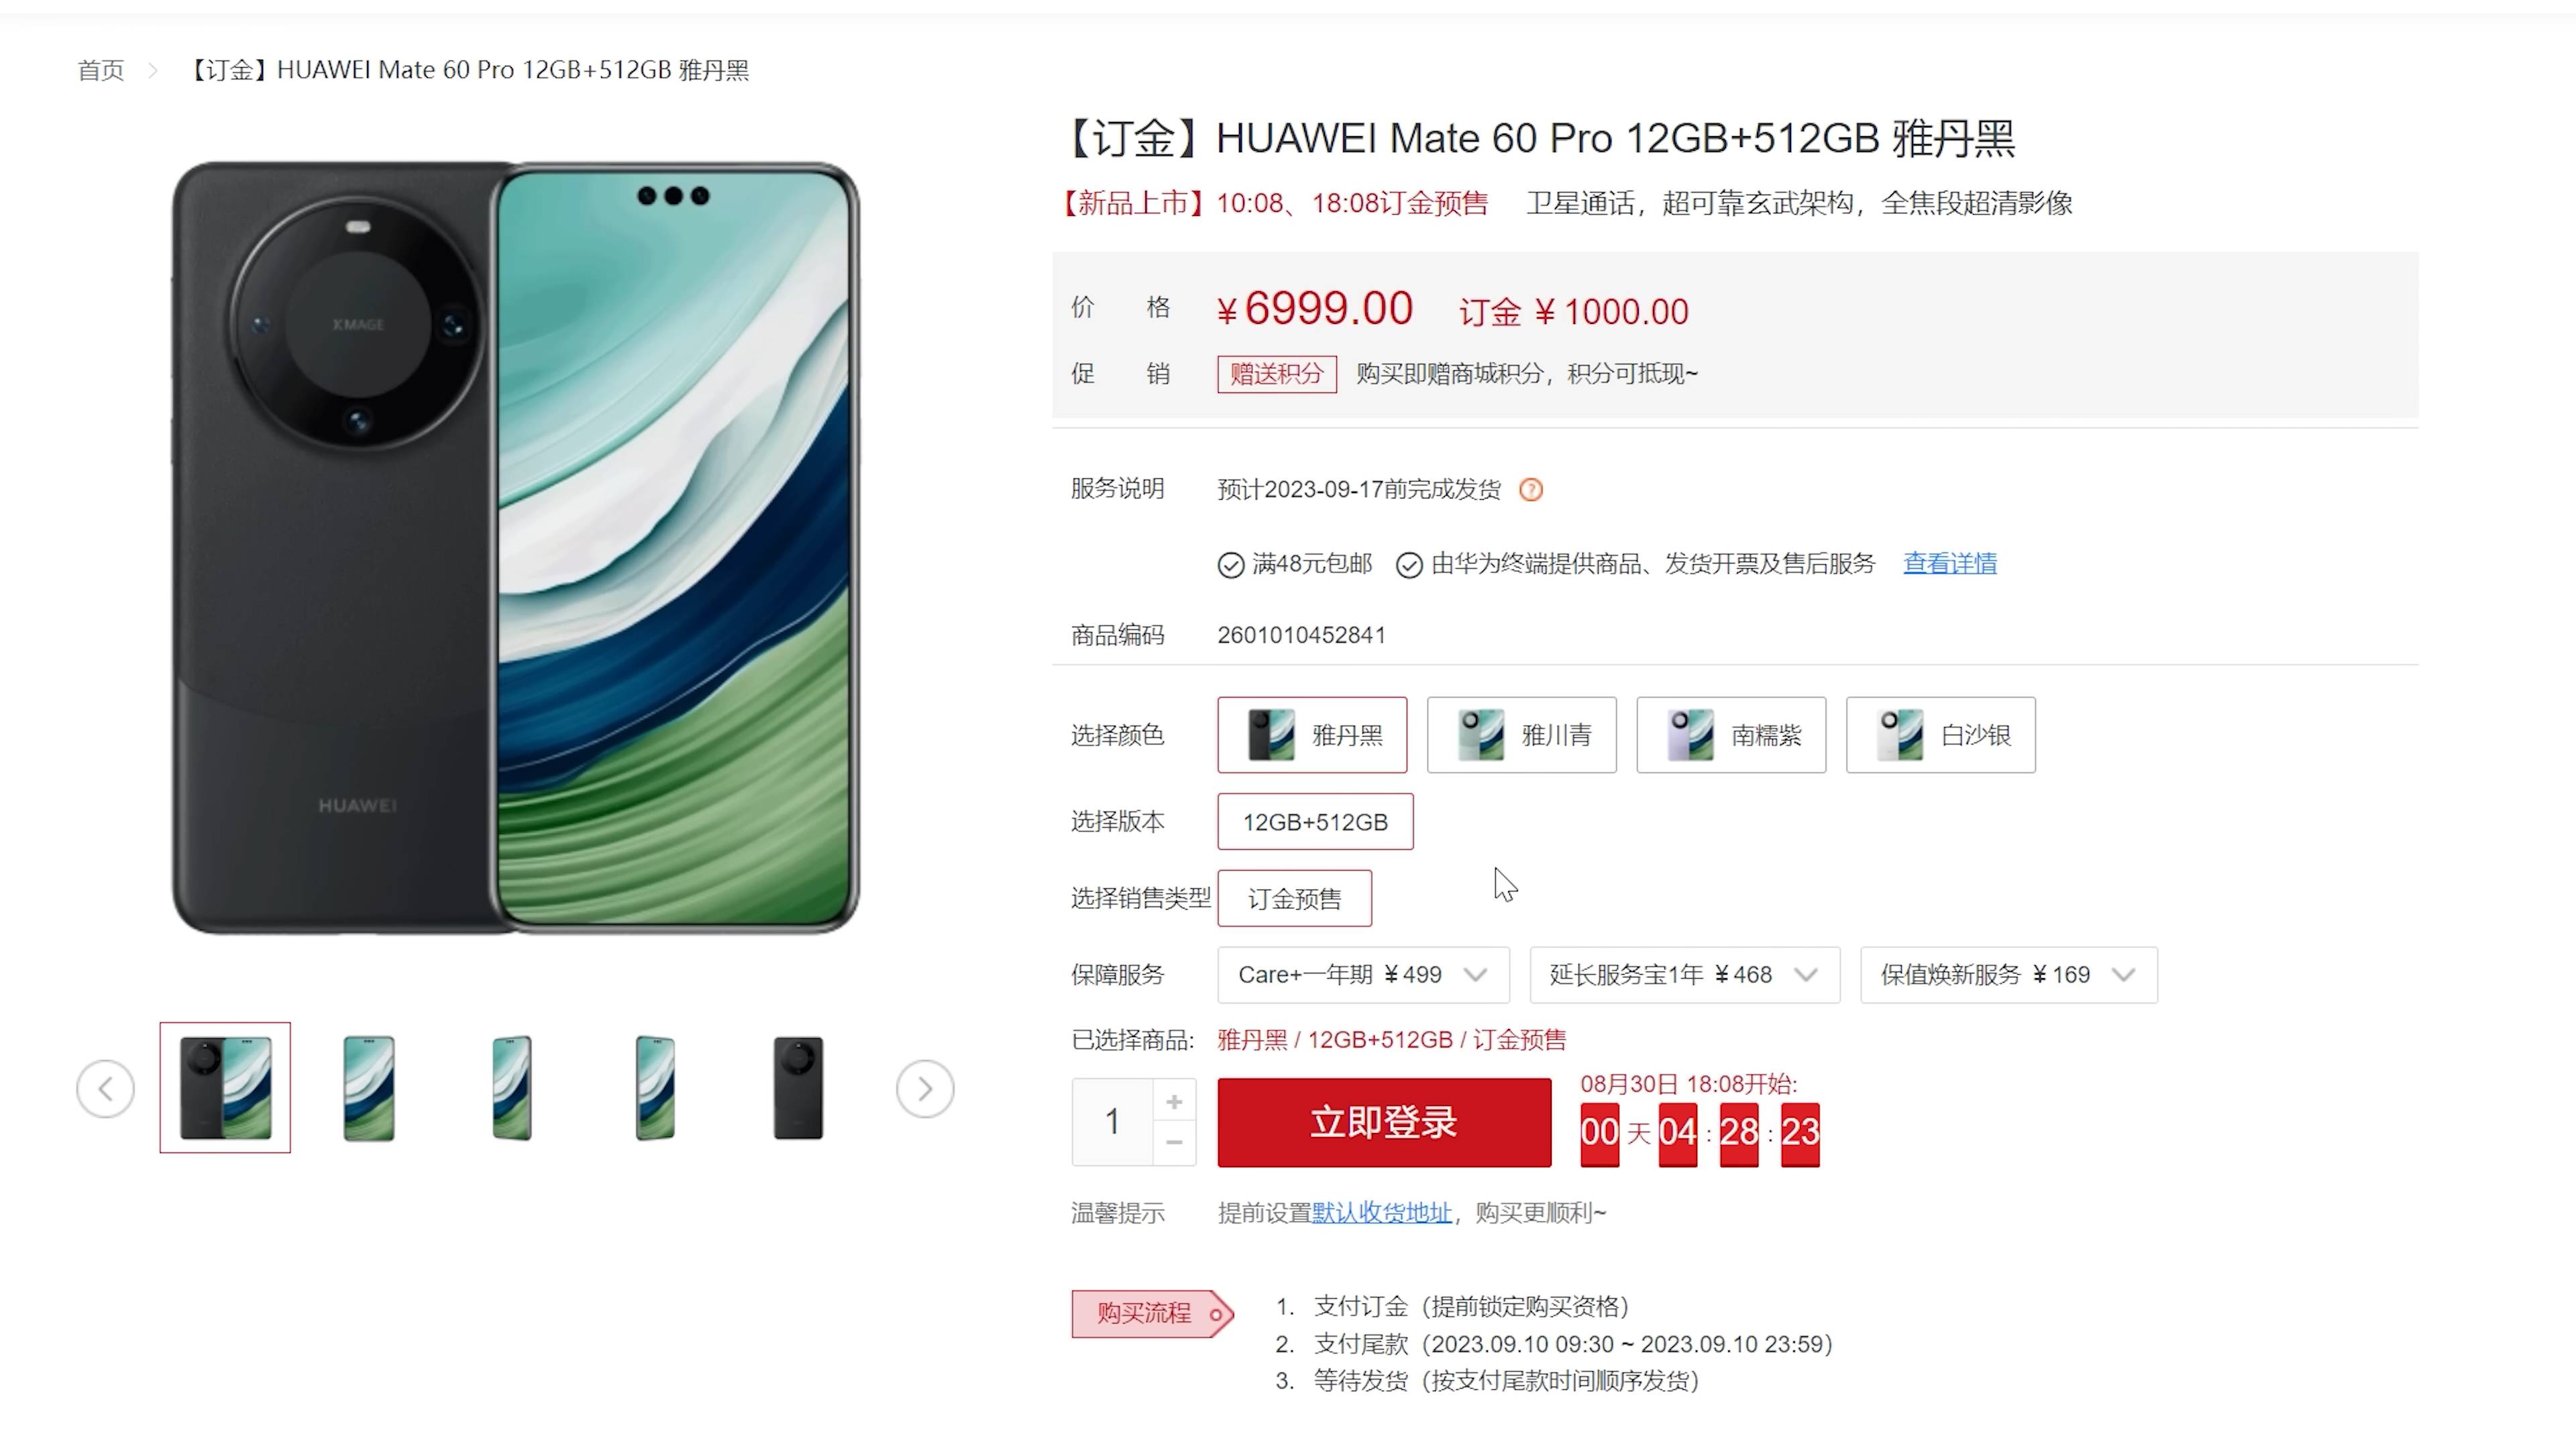 首页 > 【订金】HUAWEI Mate 60 Pro 12GB+512GB 雅丹黑
XMAGE
HUAWEI
【订金】HUAWEI Mate 60 Pro 12GB+512GB 雅丹黑
【新品上市】10:08、18:08订金预售 卫星通话，超可靠玄武架构，全焦段超清影像
价 格 ¥6999.00 订金 ¥1000.00
促 销 赠送积分 购买即赠商城积分，积分可抵现~
服务说明 预计2023-09-17前完成发货 ?
满48元包邮 由华为终端提供商品、发货开票及售后服务 查看详情
商品编码 2601010452841
选择颜色 雅丹黑 雅川青 南糯紫 白沙银
选择版本 12GB+512GB
选择销售类型 订金预售
保障服务 Care+一年期 ¥499 延长服务宝1年 ¥468 保值焕新服务 ¥169
已选择商品: 雅丹黑 / 12GB+512GB / 订金预售
08月30日 18:08开始:
1 + − 立即登录 00 天 04 : 28 : 23
温馨提示 提前设置默认收货地址，购买更顺利~
购买流程 1. 支付订金（提前锁定购买资格）
2. 支付尾款（2023.09.10 09:30 ~ 2023.09.10 23:59）
3. 等待发货（按支付尾款时间顺序发货）